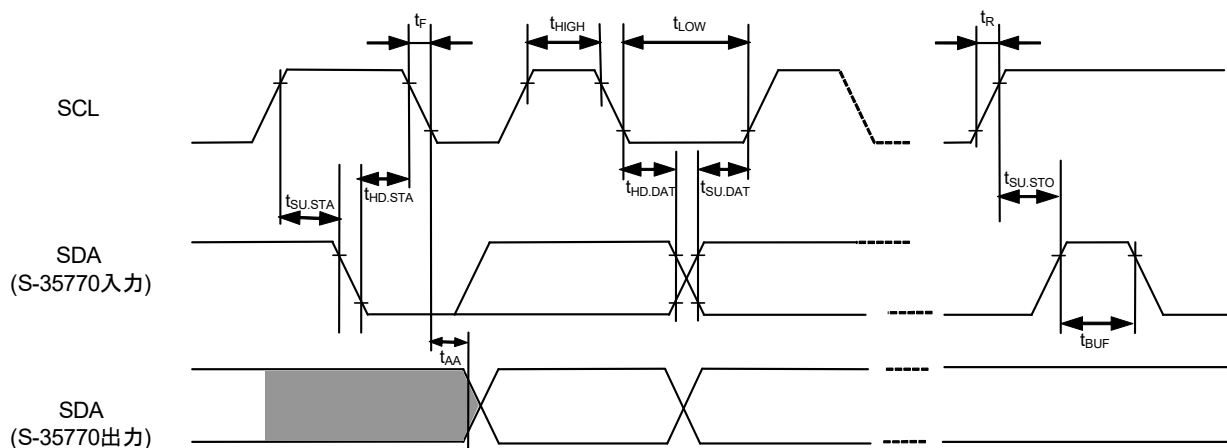 tF
tHIGH
tLOW
tR
SCL
tSU.STA
tHD.STA
tHD.DAT
tSU.DAT
tSU.STO
SDA
(S-35770入力)
tAA
tBUF
SDA
(S-35770出力)